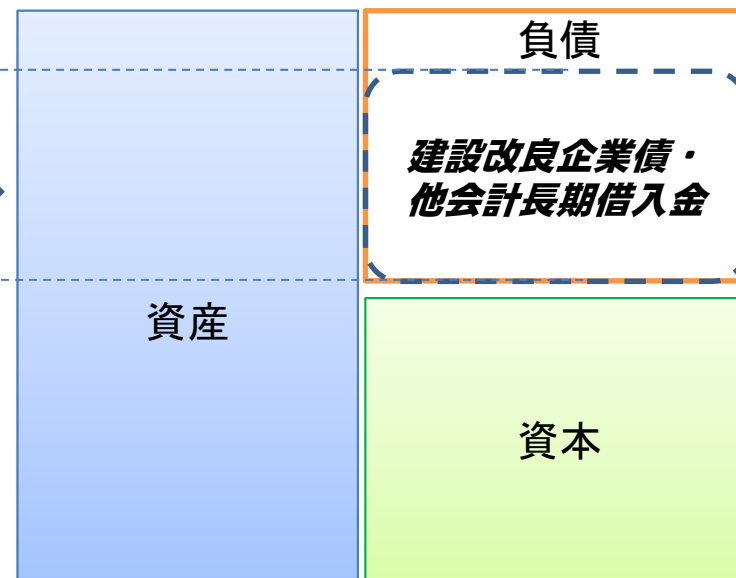 負債
建設改良企業債・
他会計長期借入金
資産
資本